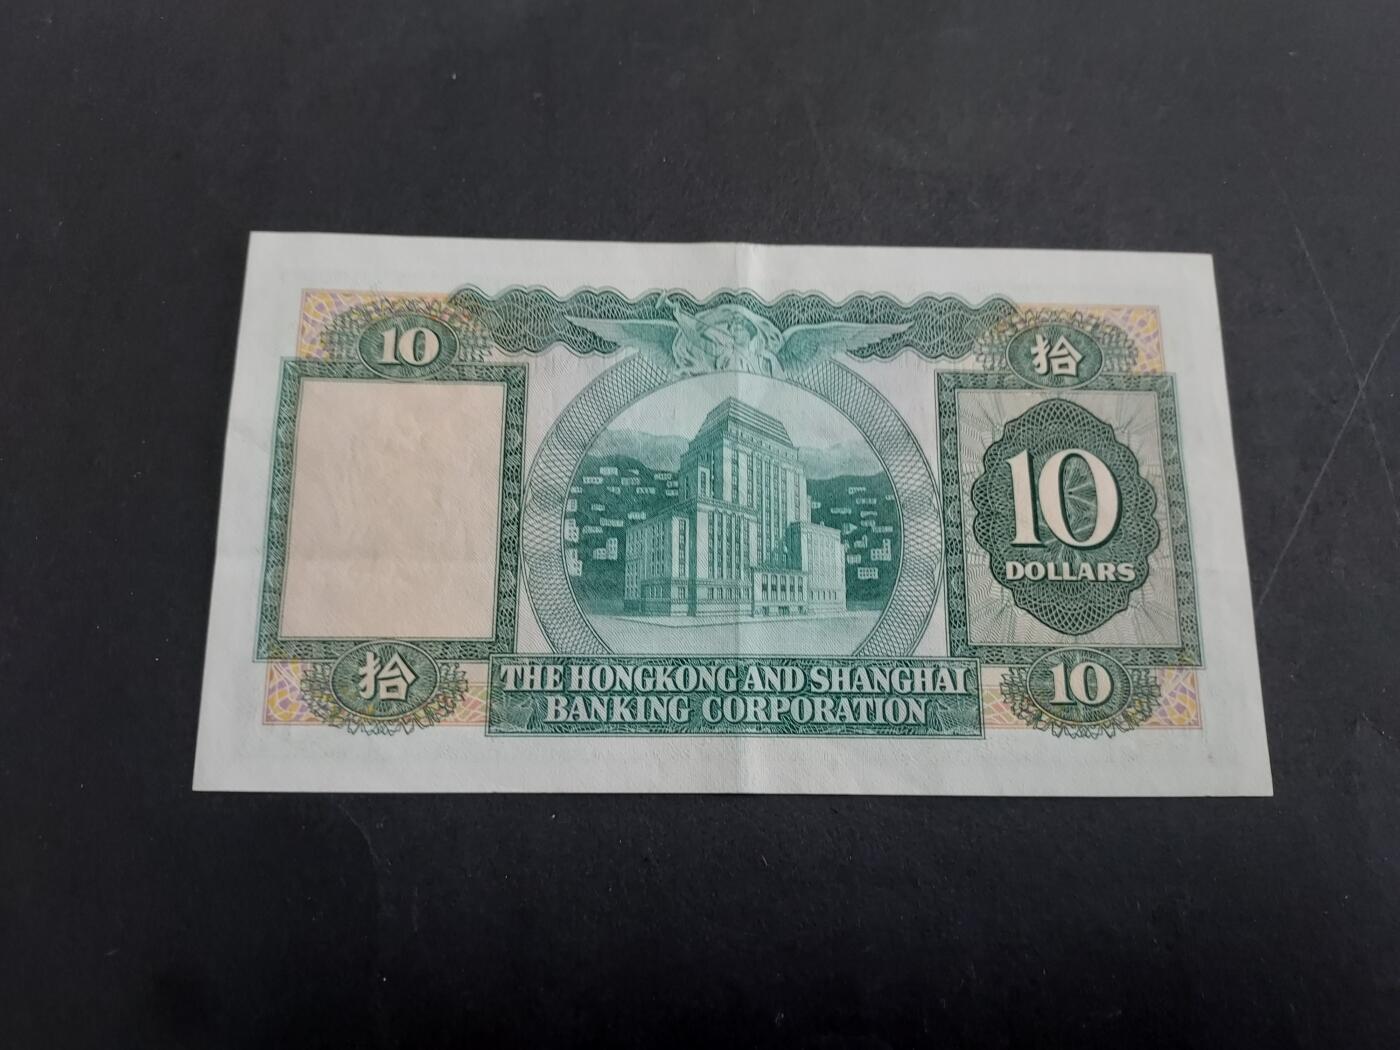 10
拾
10
DOLLARS
拾
10
THE HONGKONG AND SHANGHAI
BANKING CORPORATION